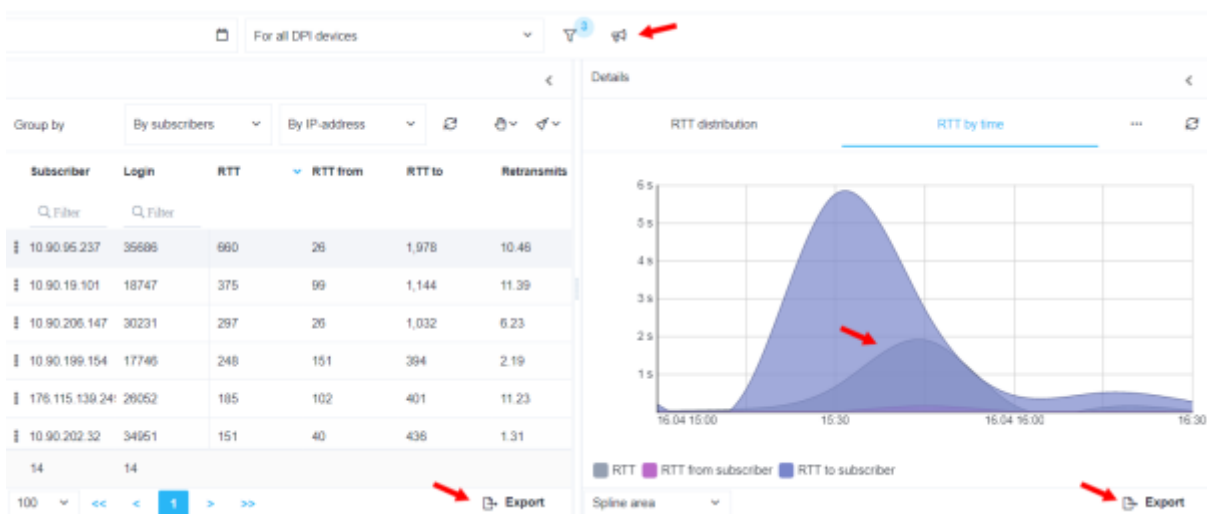 For all DPI devices 3
Details
Group by By subscribers By IP-address
RTT distribution RTT by time ...
Subscriber Login RTT RTT from RTT to Retransmits
Filter Filter
10.90.95.237 35686 660 26 1,978 10.46
10.90.19.101 18747 375 99 1,144 11.39
10.90.206.147 30231 297 26 1,032 6.23
10.90.199.154 17746 248 151 394 2.19
176.115.139.24 26052 185 102 401 11.23
10.90.202.32 34951 151 40 436 1.31
14 14
100 << < 1 > >> Export
6 s
5 s
4 s
3 s
2 s
1 s
16.04 15:00 15:30 16.04 16:00 16:30
RTT RTT from subscriber RTT to subscriber
Spline area Export